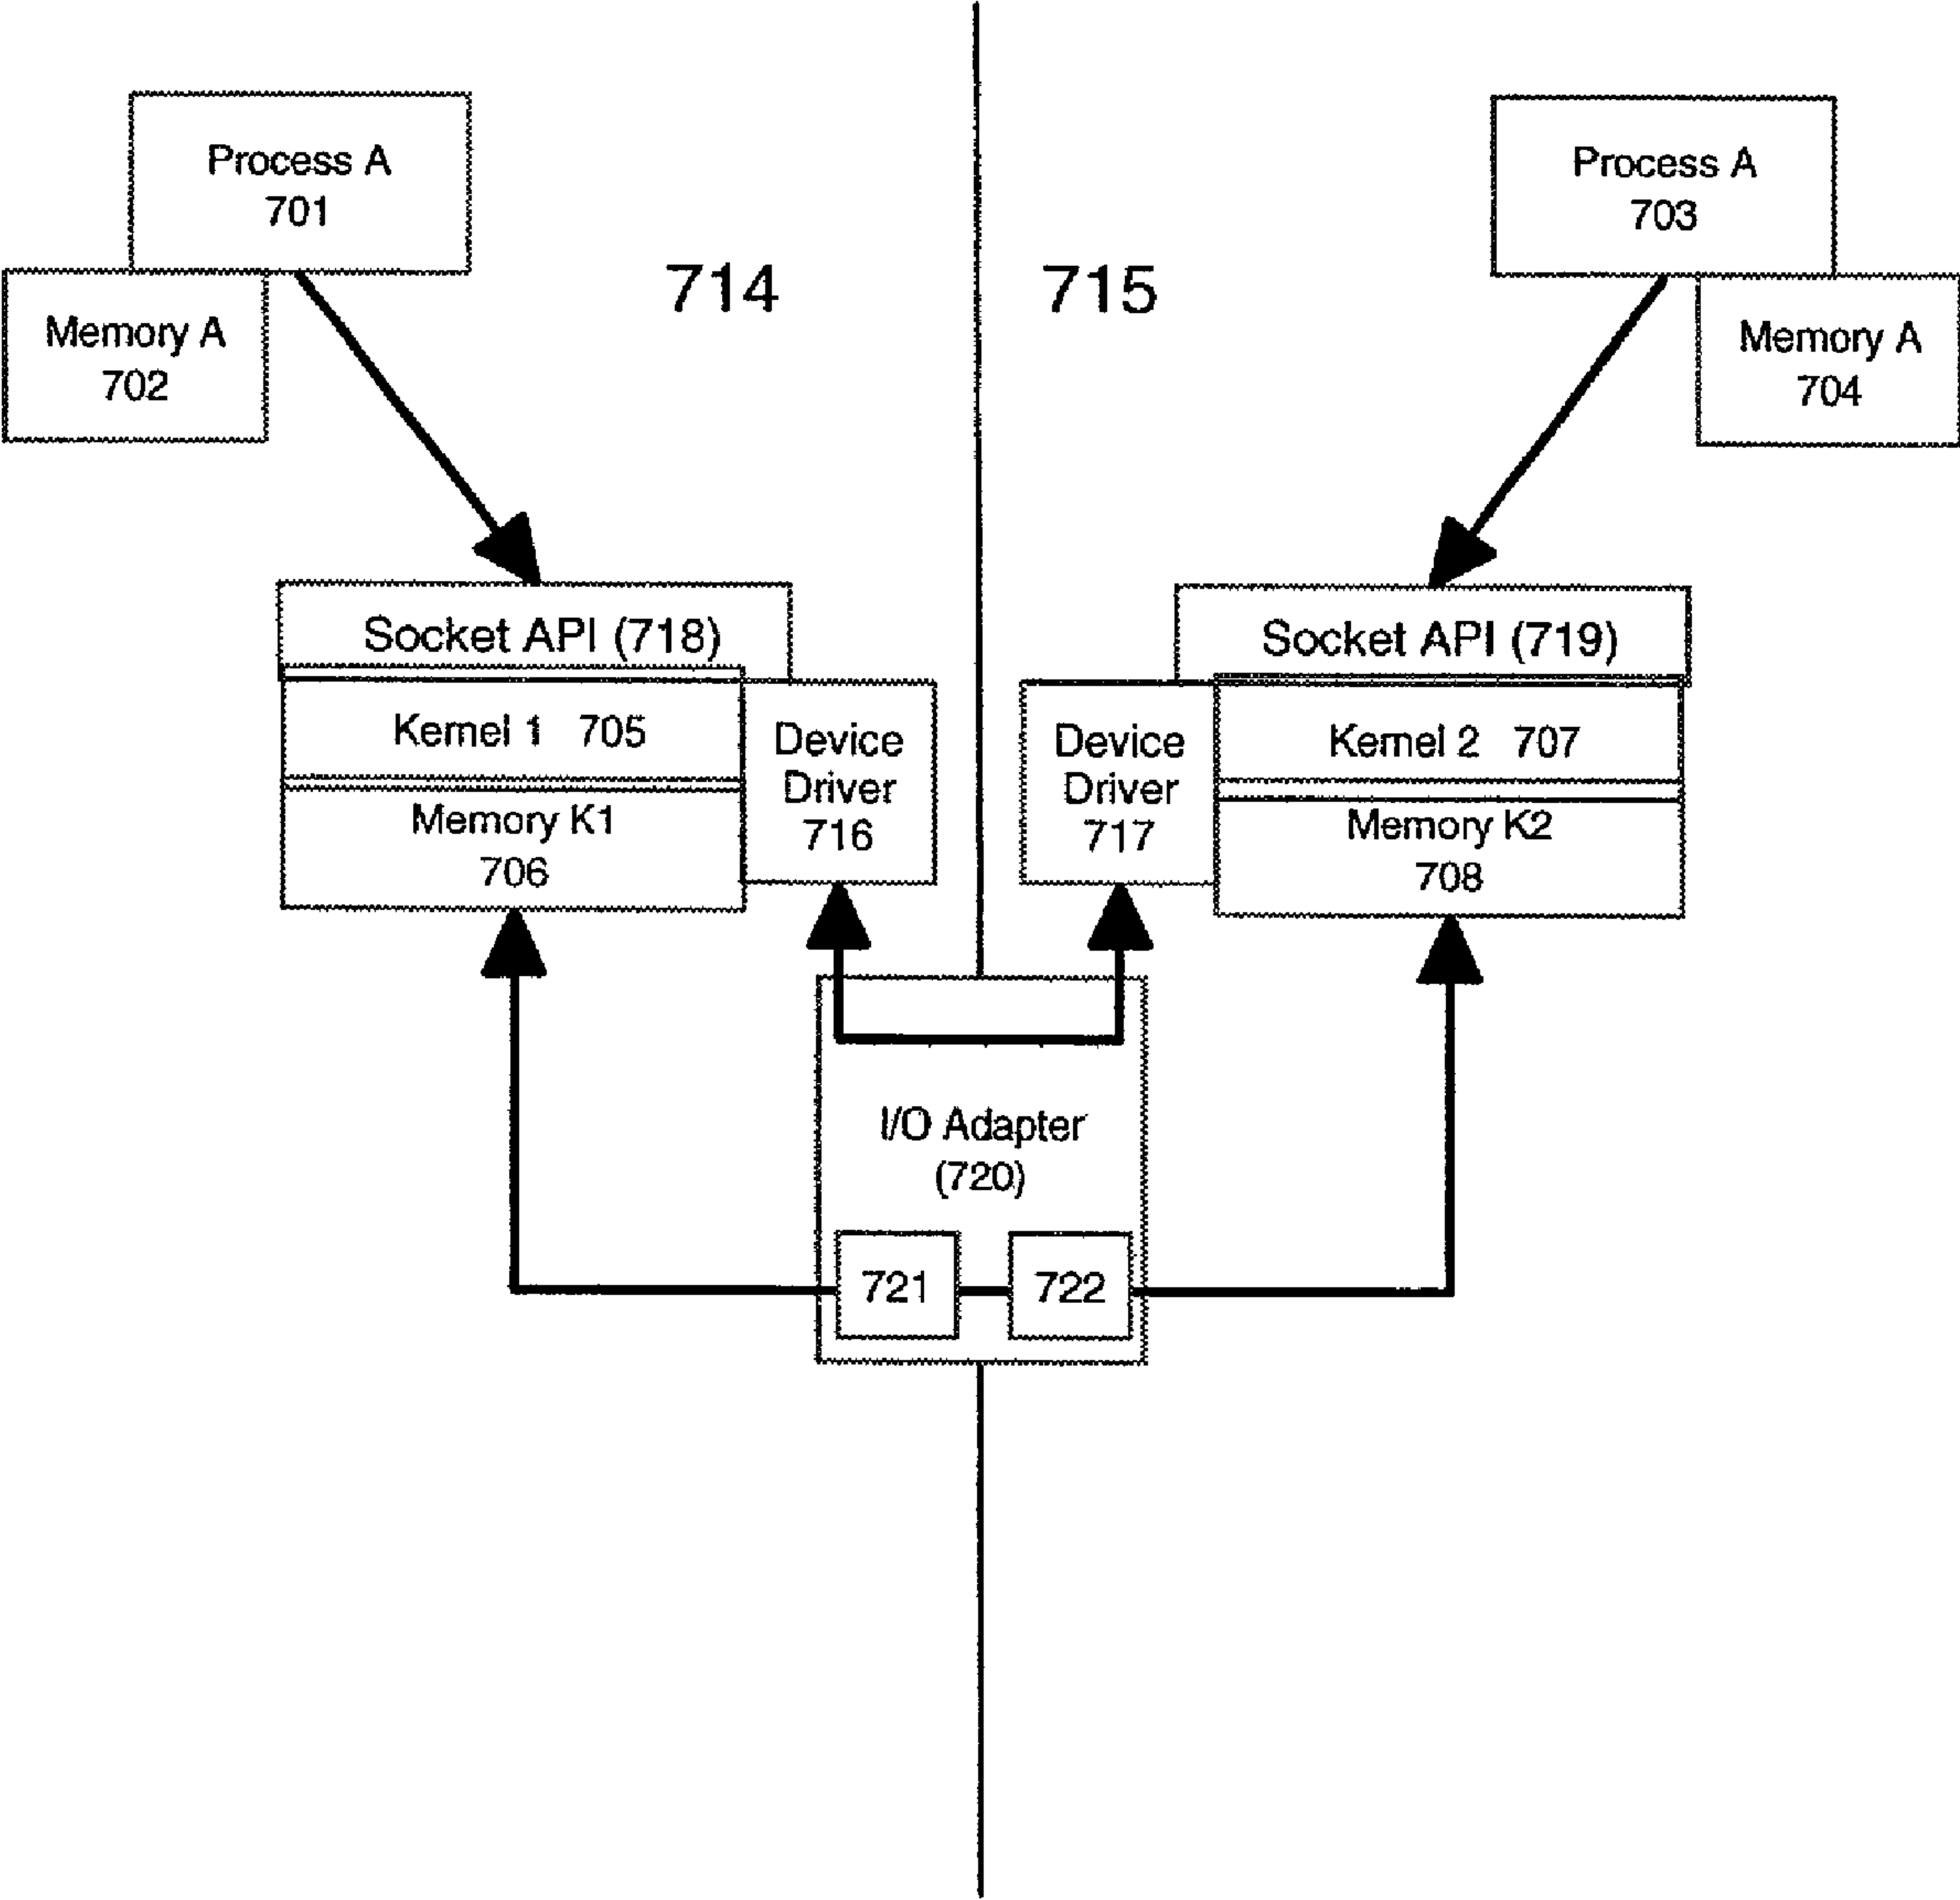 Process A
701
Process A
703
714
715
Memory A
702
Memory A
704
Socket API (718)
Socket API (719)
Kernel 1 705
Device
Driver
716
Device
Driver
717
Kernel 2 707
Memory K1
706
Memory K2
708
I/O Adapter
(720)
721
722